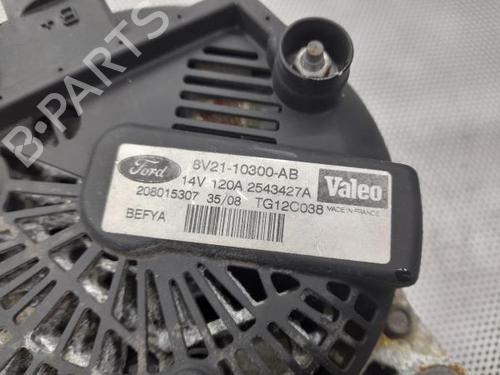 Ford
8V21-10300-AB
14V 120A 2543427A
208015307 35/08 TG12C038
BEFYA
Valeo
MADE IN FRANCE
B-PARTS